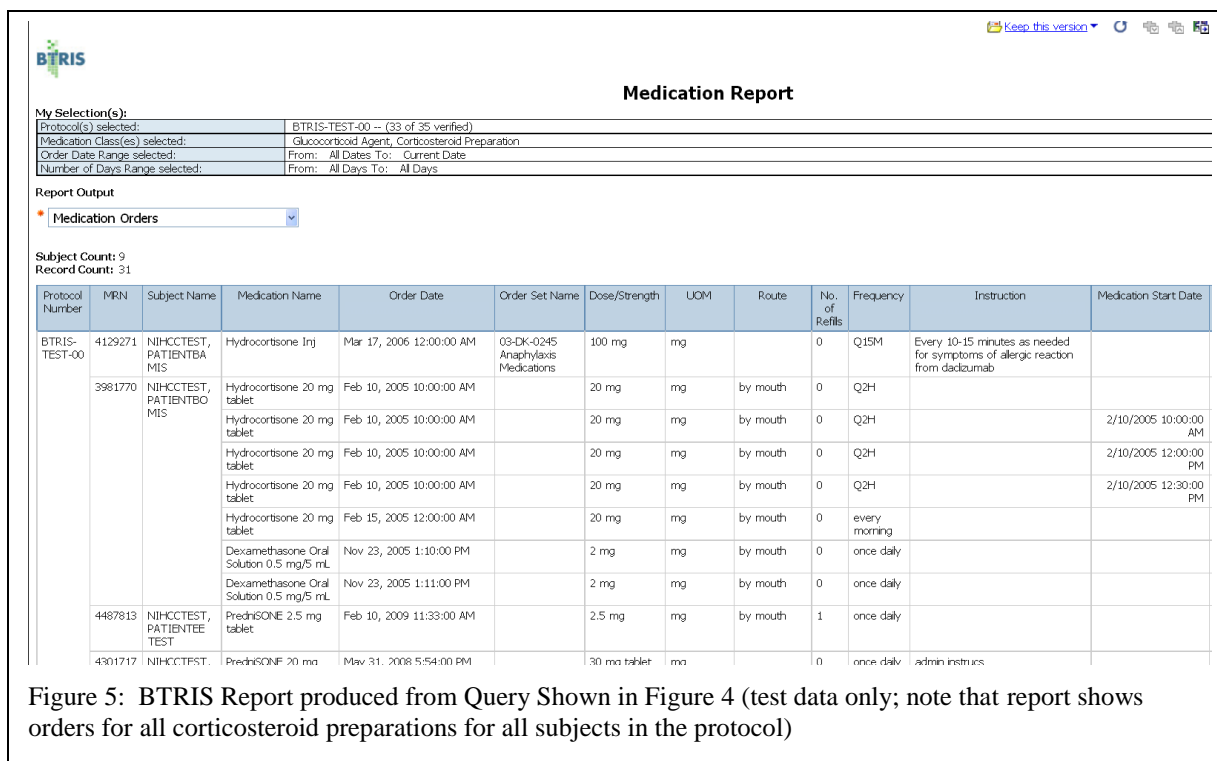 Keep this version
BTRIS
Medication Report
My Selection(s):
Protocol(s) selected: BTRIS-TEST-00 -- (33 of 35 verified)
Medication Class(es) selected: Glucocorticoid Agent, Corticosteroid Preparation
Order Date Range selected: From: All Dates To: Current Date
Number of Days Range selected: From: All Days To: All Days
Report Output
* Medication Orders
Subject Count: 9
Record Count: 31
Protocol Number MRN Subject Name Medication Name Order Date Order Set Name Dose/Strength UOM Route No. of Refills Frequency Instruction Medication Start Date
BTRIS-TEST-00 4129271 NIHCCTEST, PATIENTBA MIS Hydrocortisone Inj Mar 17, 2006 12:00:00 AM 03-DK-0245 Anaphylaxis Medications 100 mg mg 0 Q15M Every 10-15 minutes as needed for symptoms of allergic reaction from daclizumab
3981770 NIHCCTEST, PATIENTBO MIS Hydrocortisone 20 mg tablet Feb 10, 2005 10:00:00 AM 20 mg mg by mouth 0 Q2H
Hydrocortisone 20 mg tablet Feb 10, 2005 10:00:00 AM 20 mg mg by mouth 0 Q2H 2/10/2005 10:00:00 AM
Hydrocortisone 20 mg tablet Feb 10, 2005 10:00:00 AM 20 mg mg by mouth 0 Q2H 2/10/2005 12:00:00 PM
Hydrocortisone 20 mg tablet Feb 10, 2005 10:00:00 AM 20 mg mg by mouth 0 Q2H 2/10/2005 12:30:00 PM
Hydrocortisone 20 mg tablet Feb 15, 2005 12:00:00 AM 20 mg mg by mouth 0 every morning
Dexamethasone Oral Solution 0.5 mg/5 mL Nov 23, 2005 1:10:00 PM 2 mg mg by mouth 0 once daily
Dexamethasone Oral Solution 0.5 mg/5 mL Nov 23, 2005 1:11:00 PM 2 mg mg by mouth 0 once daily
4487813 NIHCCTEST, PATIENTEE TEST PredniSONE 2.5 mg tablet Feb 10, 2009 11:33:00 AM 2.5 mg mg by mouth 1 once daily
4301717 NIHCCTEST, PredniSONE 20 mg May 31, 2008 5:54:00 PM 30 mg tablet mg 0 once daily admin instrucs
Figure 5: BTRIS Report produced from Query Shown in Figure 4 (test data only; note that report shows
orders for all corticosteroid preparations for all subjects in the protocol)